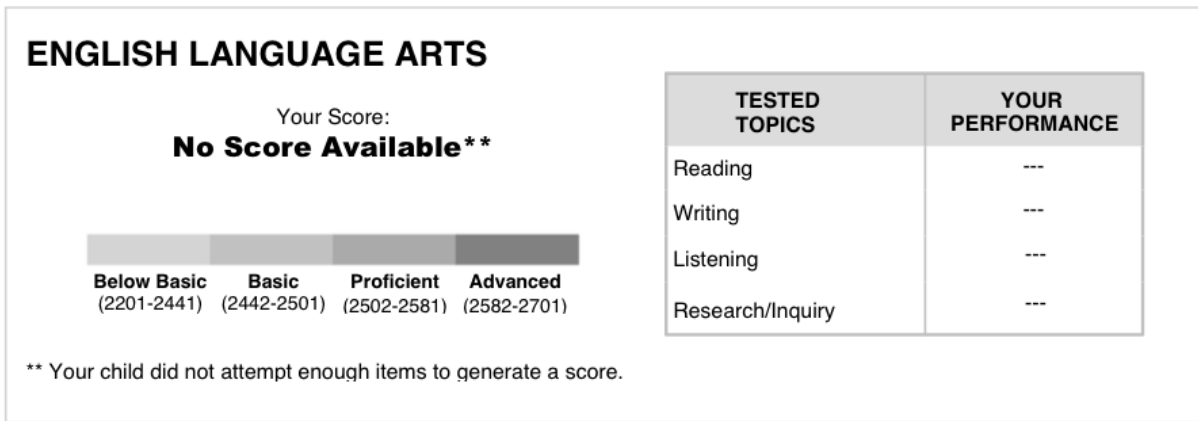 ENGLISH LANGUAGE ARTS
Your Score:
No Score Available**
Below Basic Basic Proficient Advanced
(2201-2441) (2442-2501) (2502-2581) (2582-2701)
** Your child did not attempt enough items to generate a score.
TESTED YOUR
TOPICS PERFORMANCE
Reading ---
Writing ---
Listening ---
Research/Inquiry ---